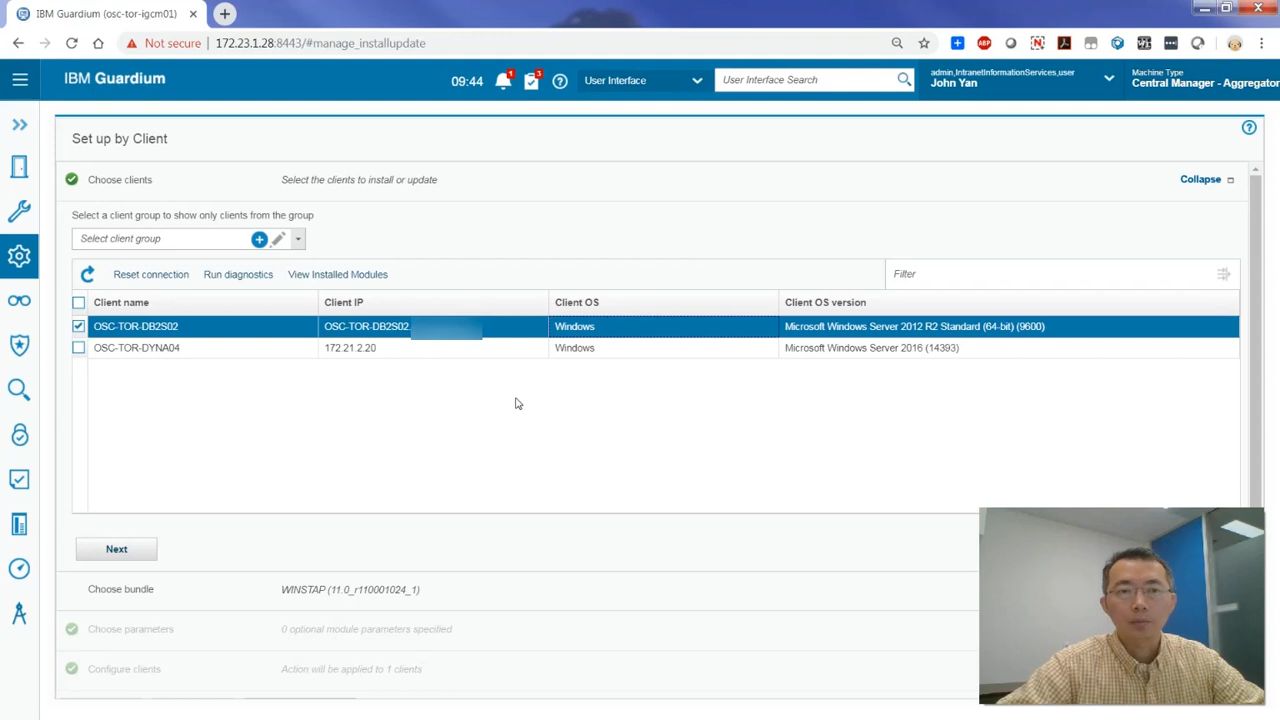 IBM Guardium (osc-tor-igcm01)
Not secure 172.23.1.28:8443/#manage_installupdate
IBM Guardium
09:44
1
3
User Interface
User Interface Search
admin,IntranetInformationServices,user
John Yan
Machine Type
Central Manager - Aggregator
Set up by Client
Choose clients Select the clients to install or update
Collapse
Select a client group to show only clients from the group
Select client group
Reset connection Run diagnostics View Installed Modules
Filter
Client name Client IP Client OS Client OS version
OSC-TOR-DB2S02 OSC-TOR-DB2S02. Windows Microsoft Windows Server 2012 R2 Standard (64-bit) (9600)
OSC-TOR-DYNA04 172.21.2.20 Windows Microsoft Windows Server 2016 (14393)
Next
Choose bundle WINSTAP (11.0_r110001024_1)
Choose parameters 0 optional module parameters specified
Configure clients Action will be applied to 1 clients